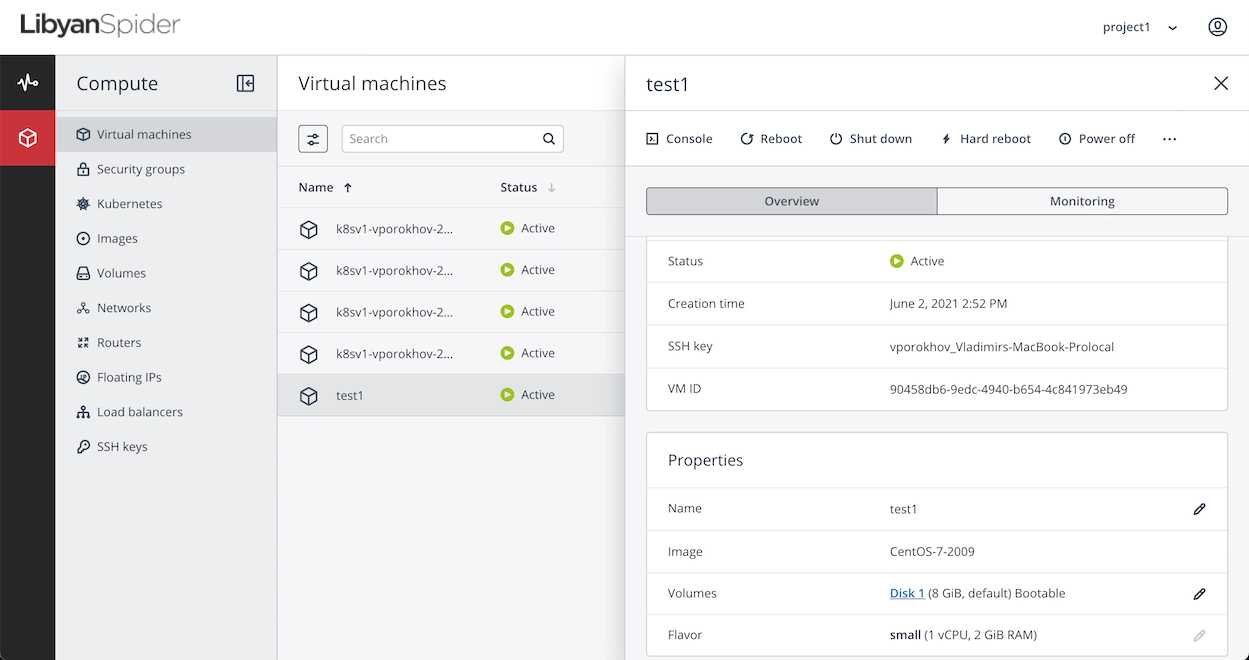 LibyanSpider
project1
Compute
Virtual machines
Security groups
Kubernetes
Images
Volumes
Networks
Routers
Floating IPs
Load balancers
SSH keys
Virtual machines
Search
Name Status
k8sv1-vporokhov-2... Active
k8sv1-vporokhov-2... Active
k8sv1-vporokhov-2... Active
k8sv1-vporokhov-2... Active
test1 Active
test1
Console Reboot Shut down Hard reboot Power off ...
Overview Monitoring
Status Active
Creation time June 2, 2021 2:52 PM
SSH key vporokhov_Vladimirs-MacBook-Prolocal
VM ID 90458db6-9edc-4940-b654-4c841973eb49
Properties
Name test1
Image CentOS-7-2009
Volumes Disk 1 (8 GiB, default) Bootable
Flavor small (1 vCPU, 2 GiB RAM)